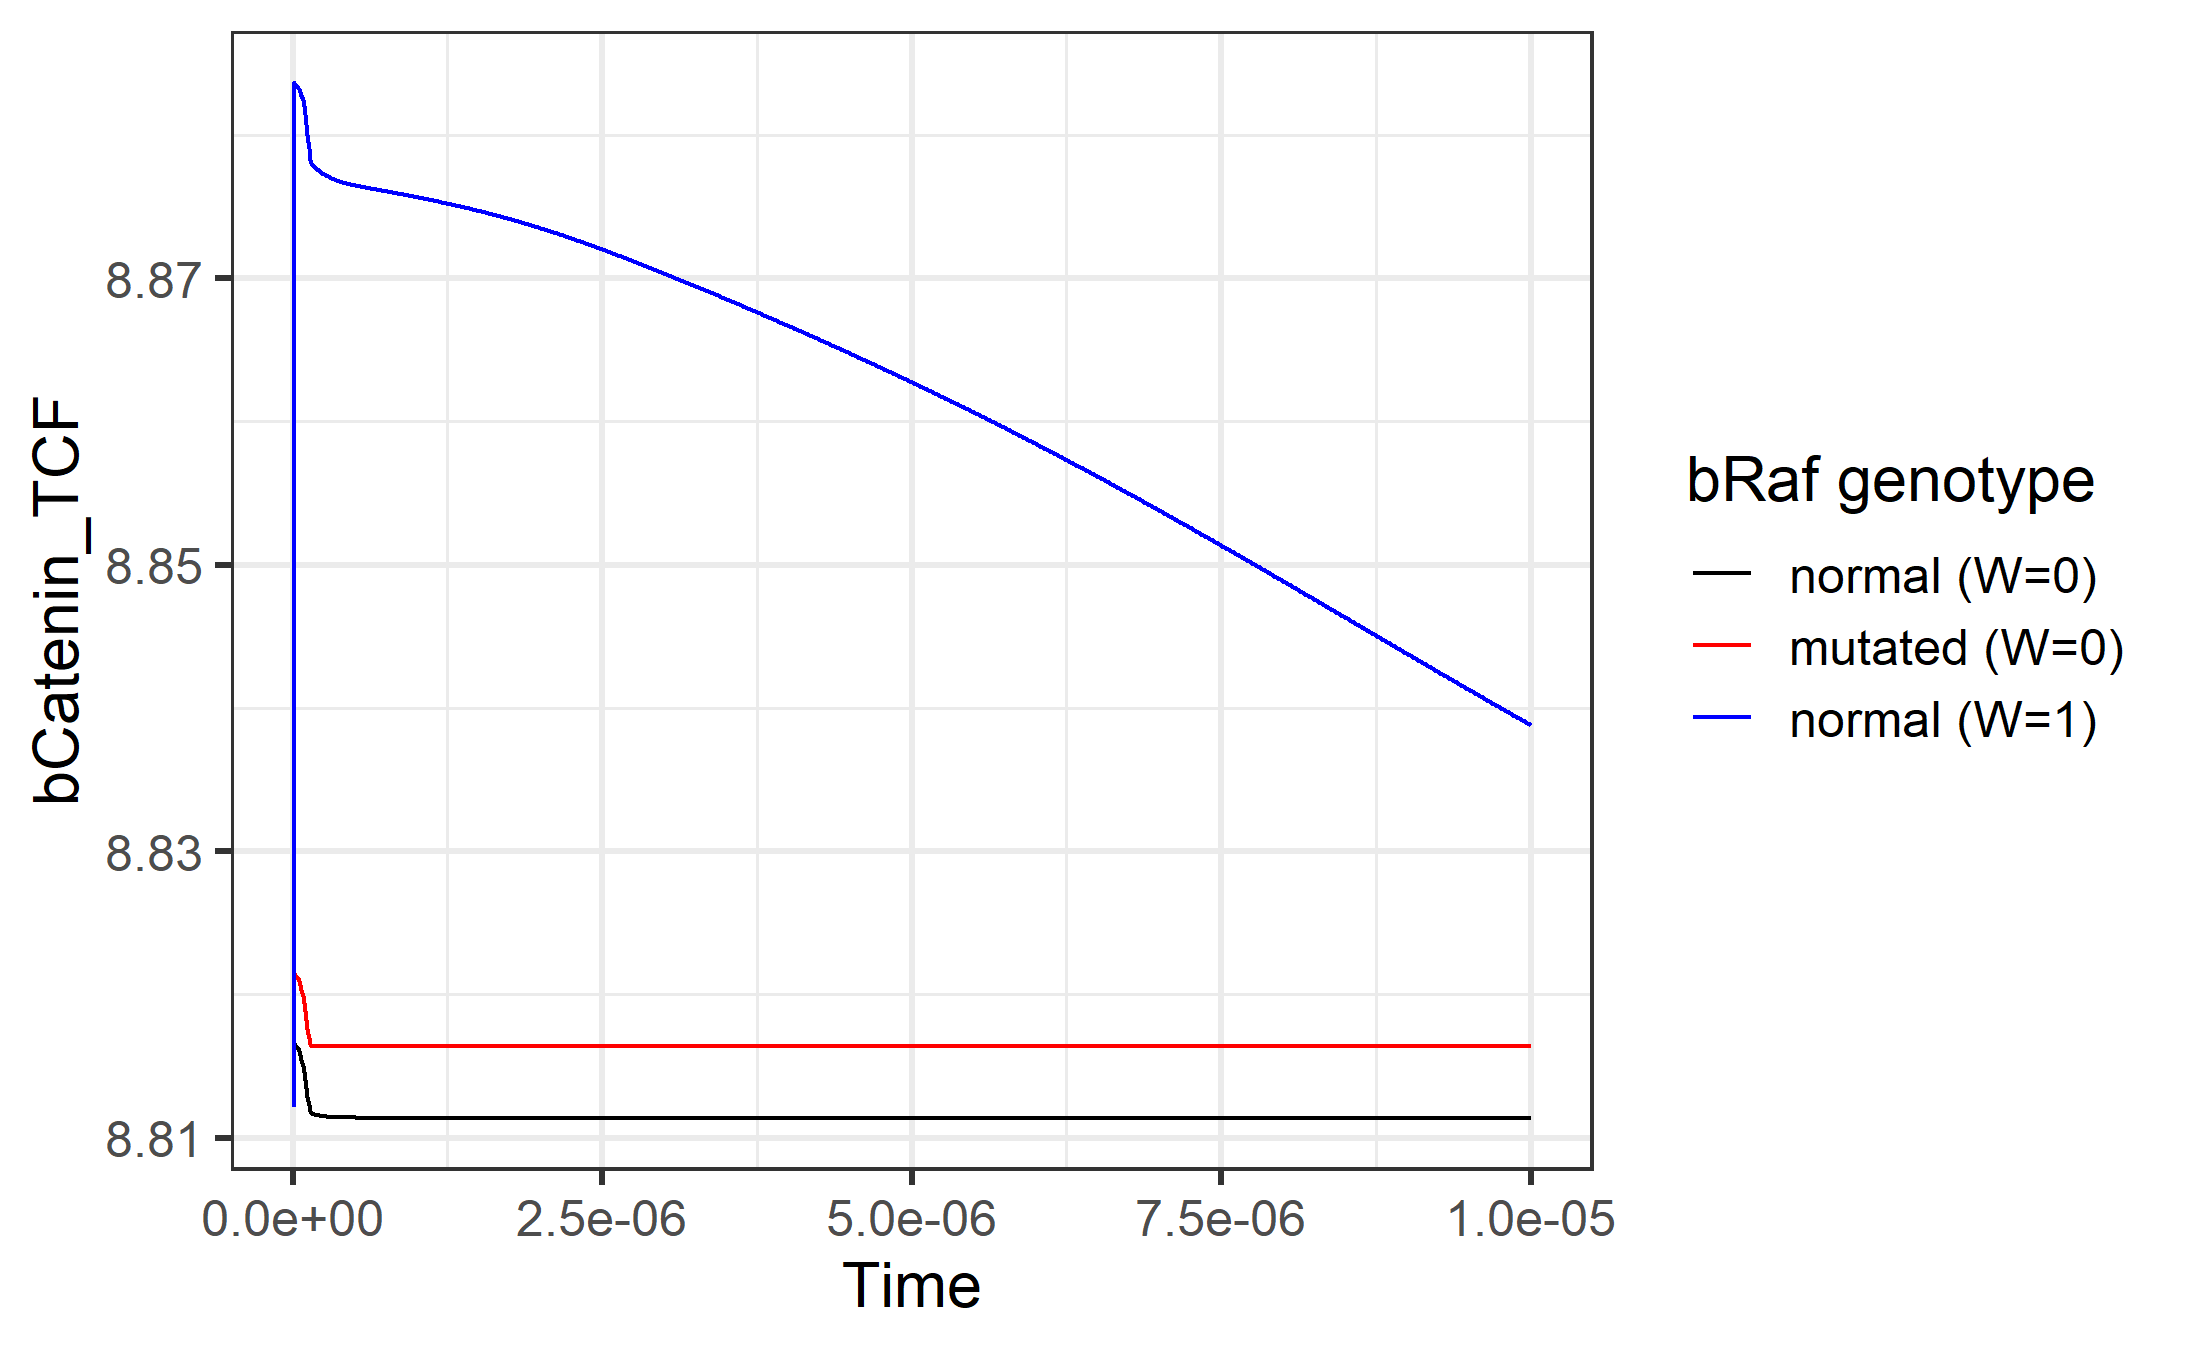 bCatenin_TCF
8.87
8.85
8.83
8.81
0.0e+00 2.5e-06 5.0e-06 7.5e-06 1.0e-05
Time
bRaf genotype
normal (W=0)
mutated (W=0)
normal (W=1)